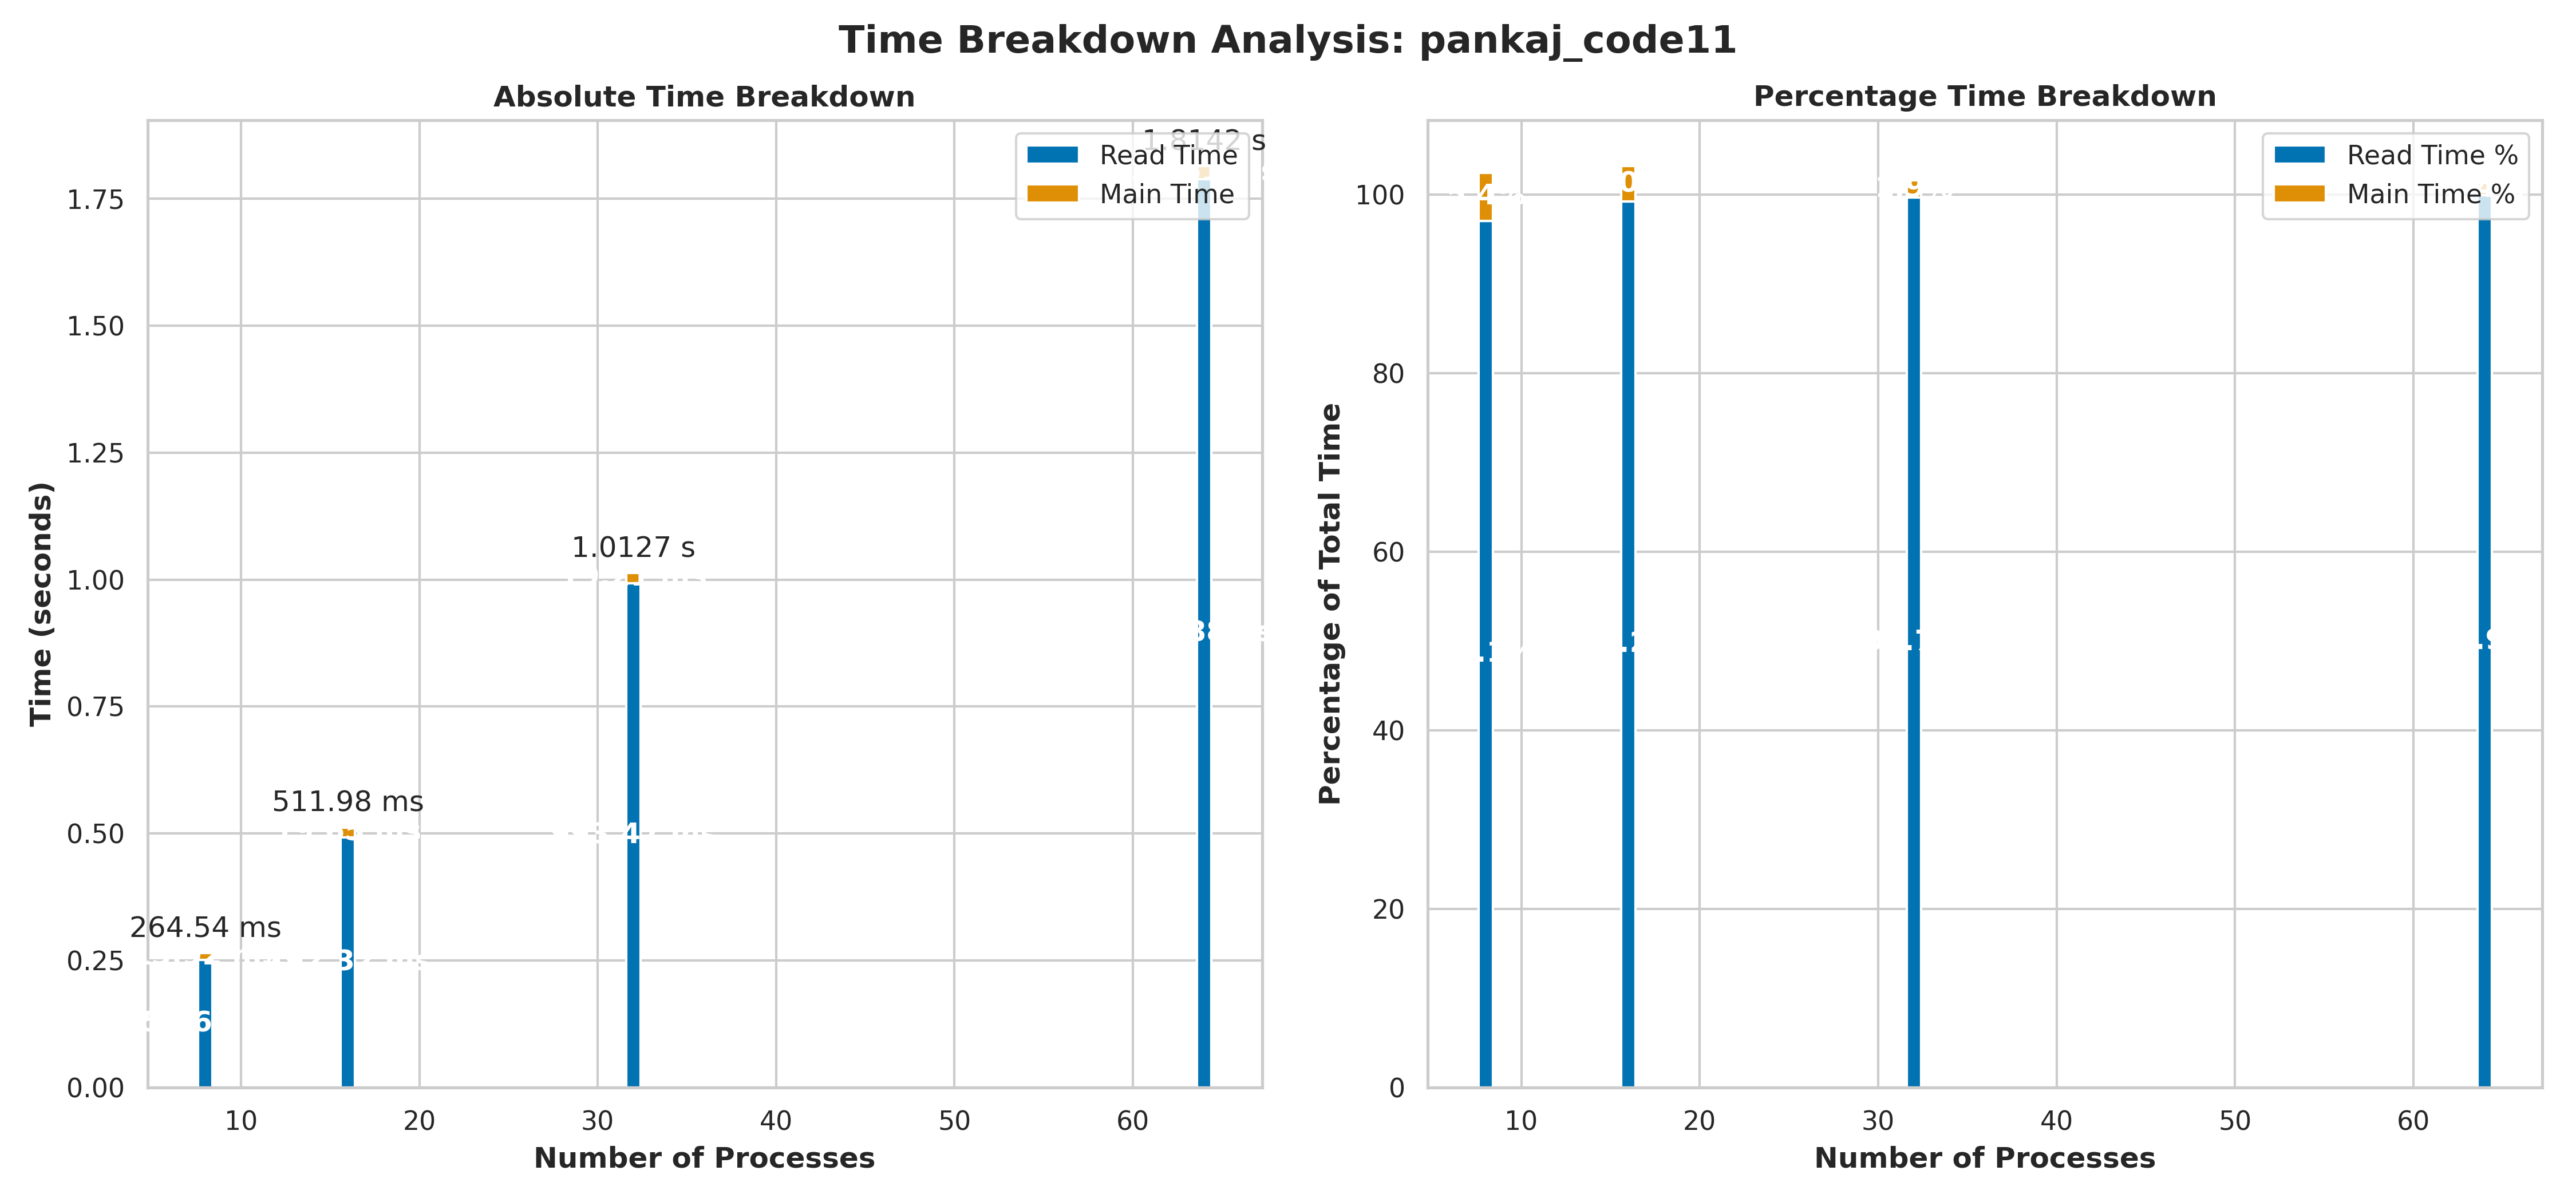 Time Breakdown Analysis: pankaj_code11
Absolute Time Breakdown
1.8142 s
Read Time
Main Time
1.75
1.50
1.25
1.00
0.75
0.50
0.25
0.00
1.0127 s
511.98 ms
264.54 ms
10
20
30
40
50
60
Time (seconds)
Number of Processes
Percentage Time Breakdown
Read Time %
Main Time %
100
80
60
40
20
0
10
20
30
40
50
60
Percentage of Total Time
Number of Processes